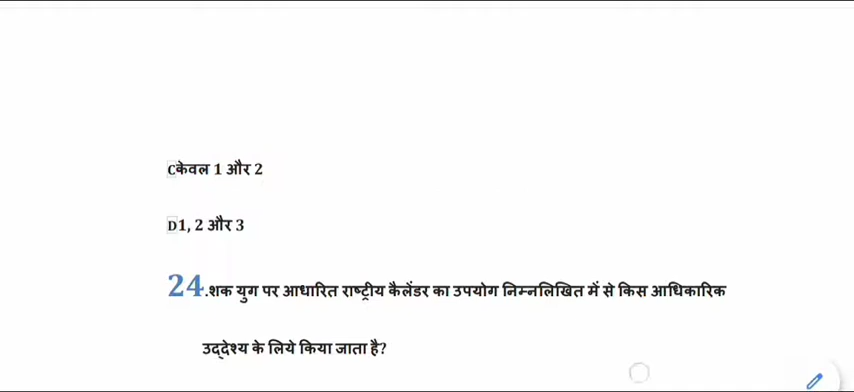 Cकेवल 1 और 2
D1, 2 और 3
24.शक युग पर आधारित राष्ट्रीय कैलेंडर का उपयोग निम्नलिखित में से किस आधिकारिक
उद्देश्य के लिये किया जाता है?